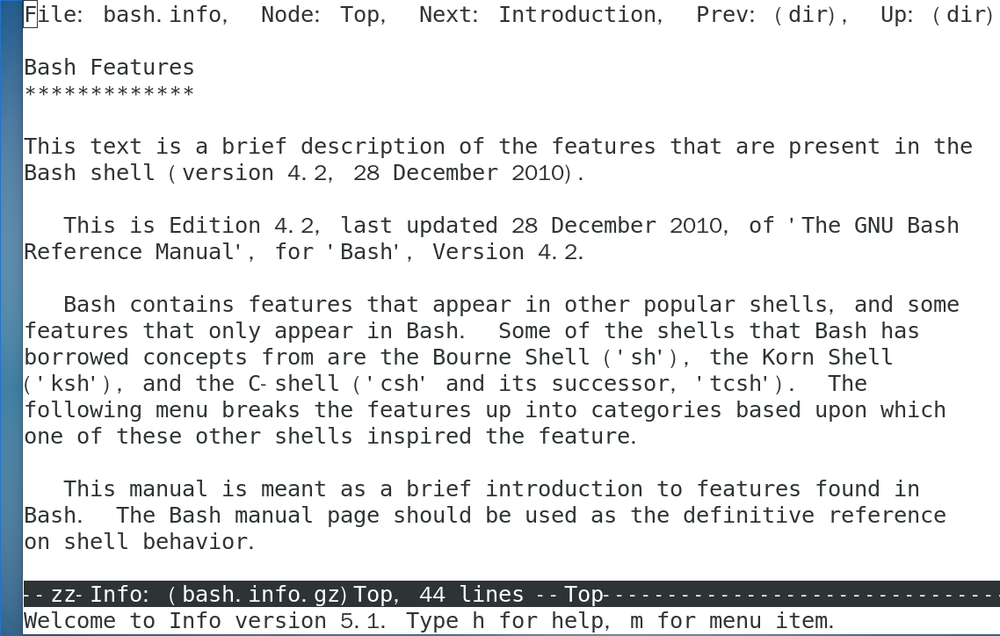 File: bash.info,  Node: Top,  Next: Introduction,  Prev: (dir),  Up: (dir)
Bash Features
*************
This text is a brief description of the features that are present in the
Bash shell (version 4.2, 28 December 2010).
This is Edition 4.2, last updated 28 December 2010, of 'The GNU Bash
Reference Manual', for 'Bash', Version 4.2.
Bash contains features that appear in other popular shells, and some
features that only appear in Bash.  Some of the shells that Bash has
borrowed concepts from are the Bourne Shell ('sh'), the Korn Shell
('ksh'), and the C-shell ('csh' and its successor, 'tcsh').  The
following menu breaks the features up into categories based upon which
one of these other shells inspired the feature.
This manual is meant as a brief introduction to features found in
Bash.  The Bash manual page should be used as the definitive reference
on shell behavior.
--zz-Info: (bash.info.gz)Top, 44 lines --Top------------------------------
Welcome to Info version 5.1. Type h for help, m for menu item.